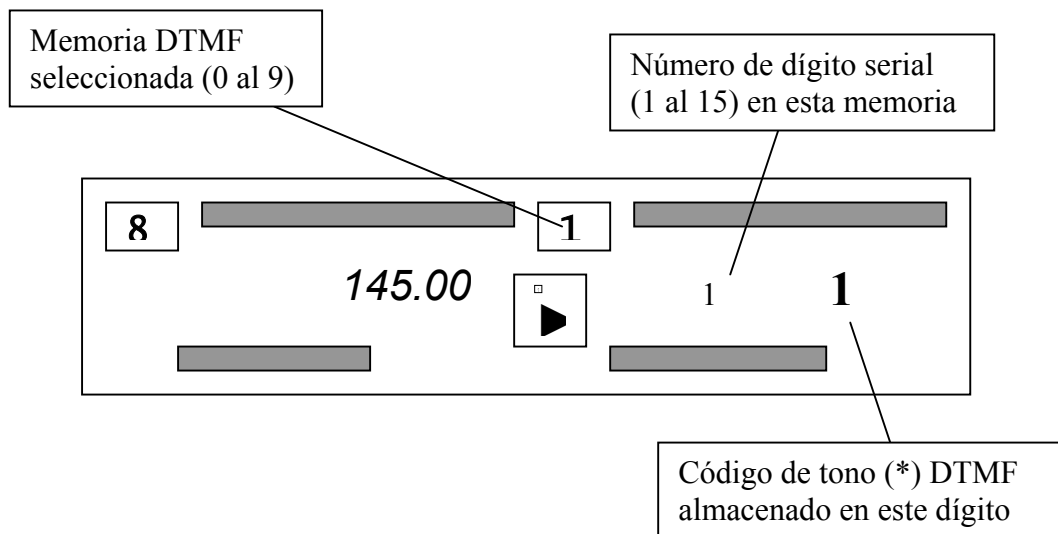 Memoria DTMF
seleccionada (0 al 9)
Número de dígito serial
(1 al 15) en esta memoria
8
1
145.00
1
1
Código de tono (*) DTMF
almacenado en este dígito